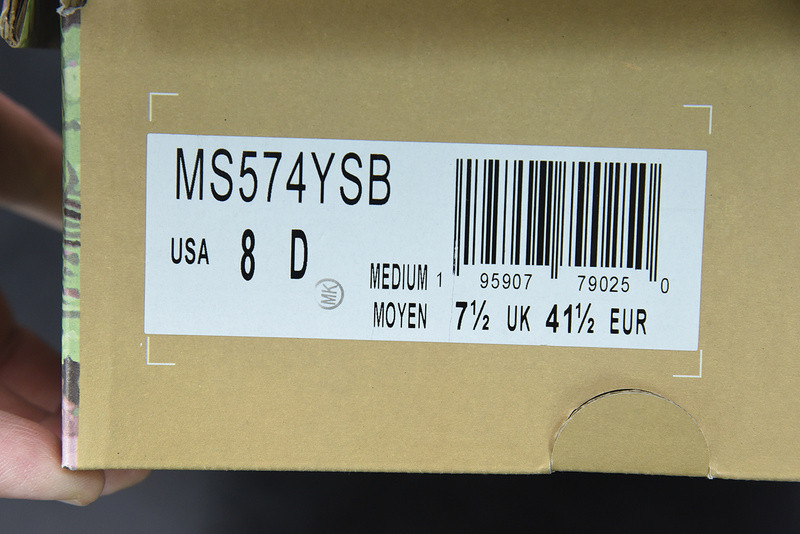 MS574YSB
USA 8 D
MK
MEDIUM
MOYEN
1 95907 79025 0
7½ UK 41½ EUR